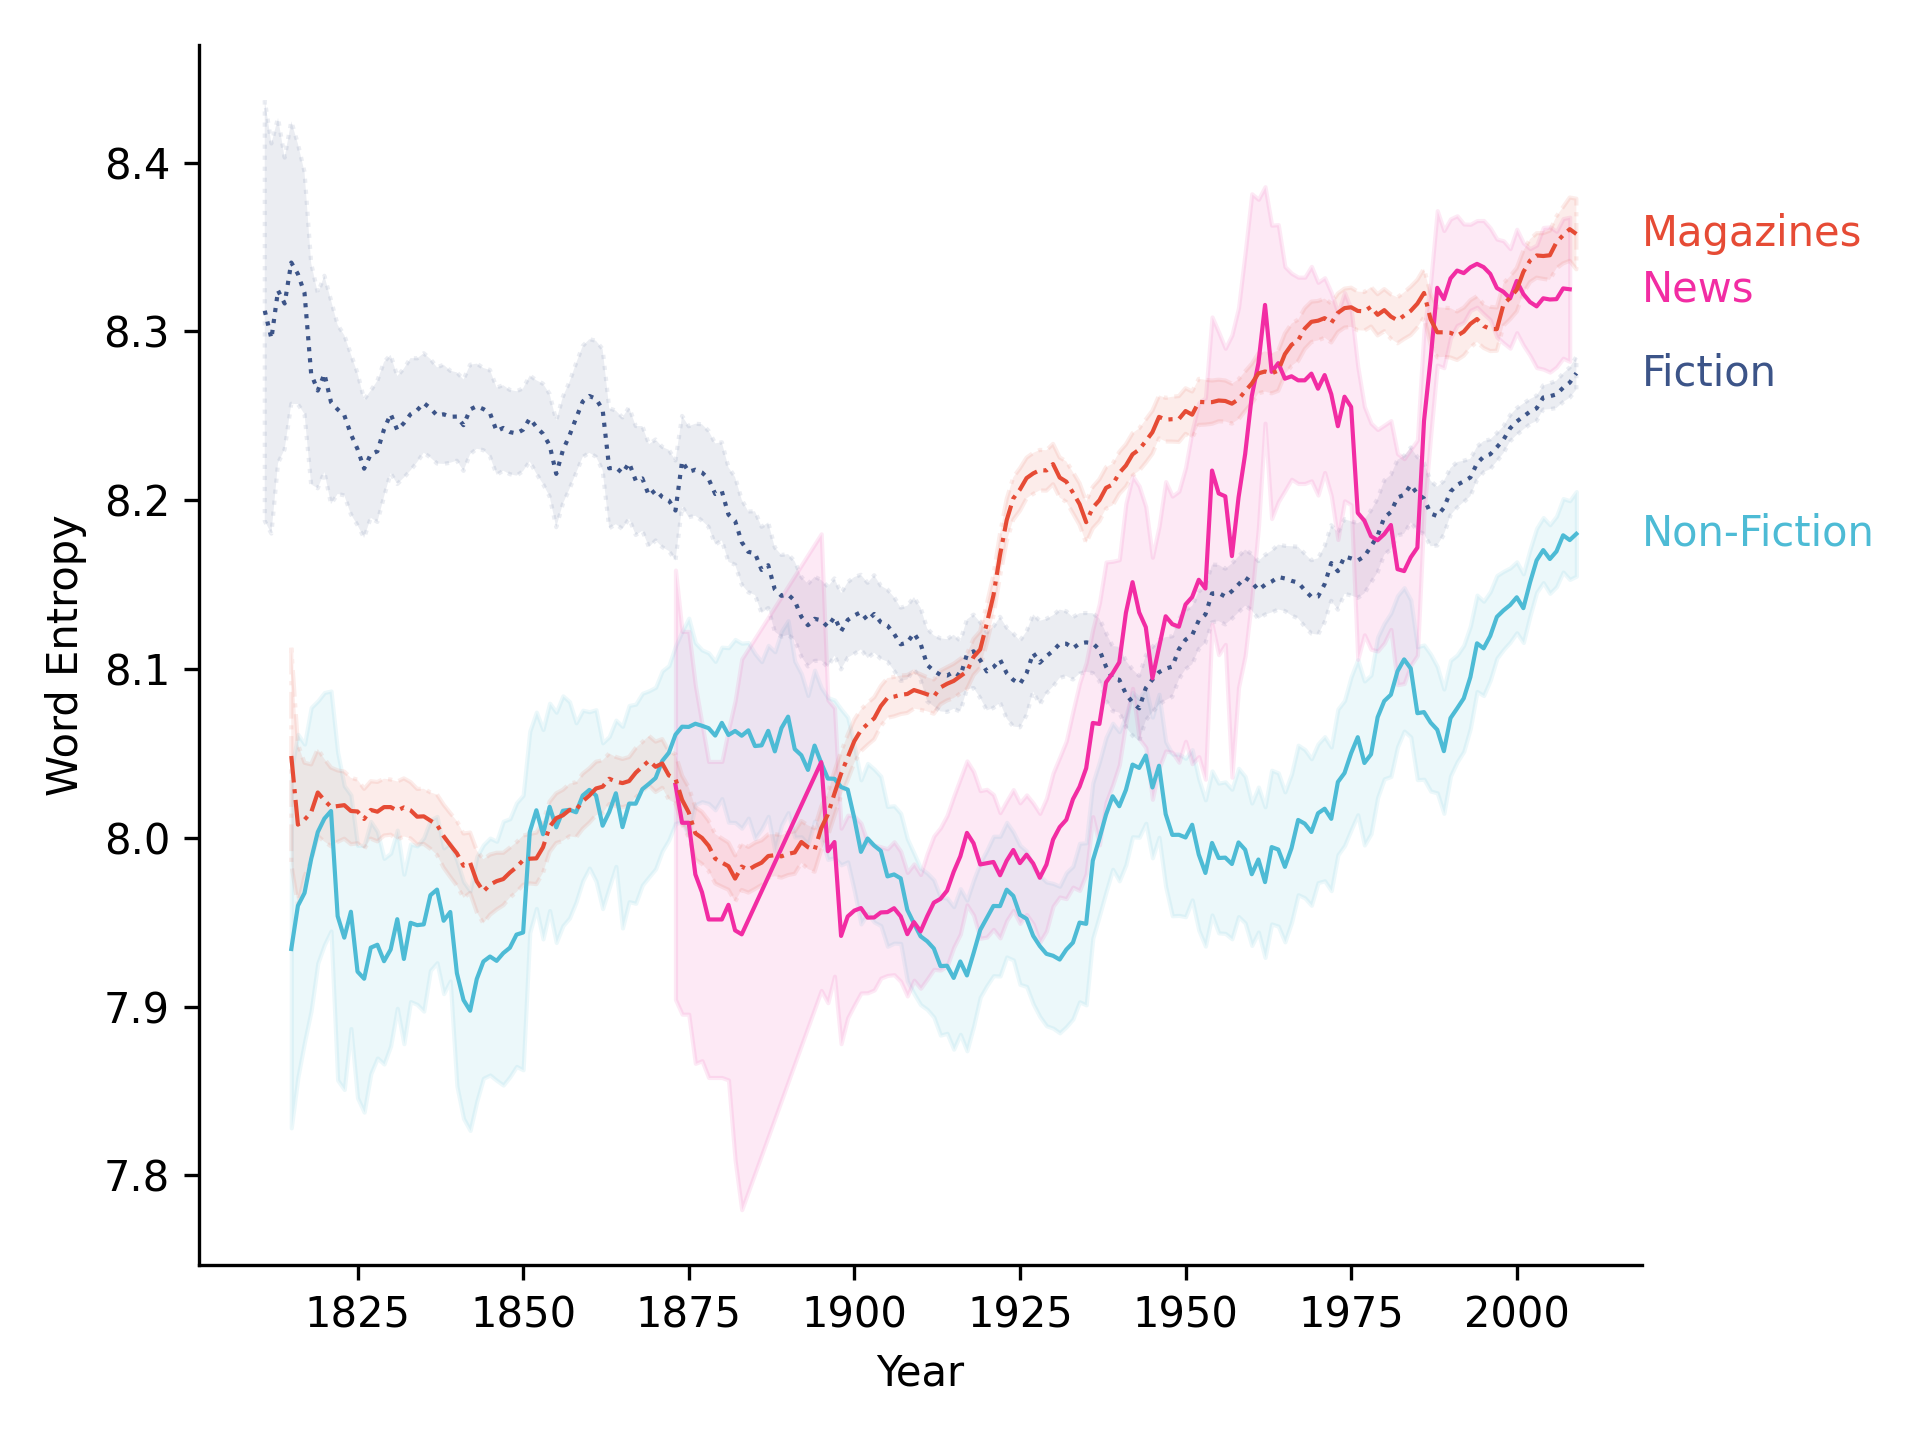 Word Entropy
8.4
8.3
8.2
8.1
8.0
7.9
7.8
Magazines
News
Fiction
Non-Fiction
1825 1850 1875 1900 1925 1950 1975 2000
Year